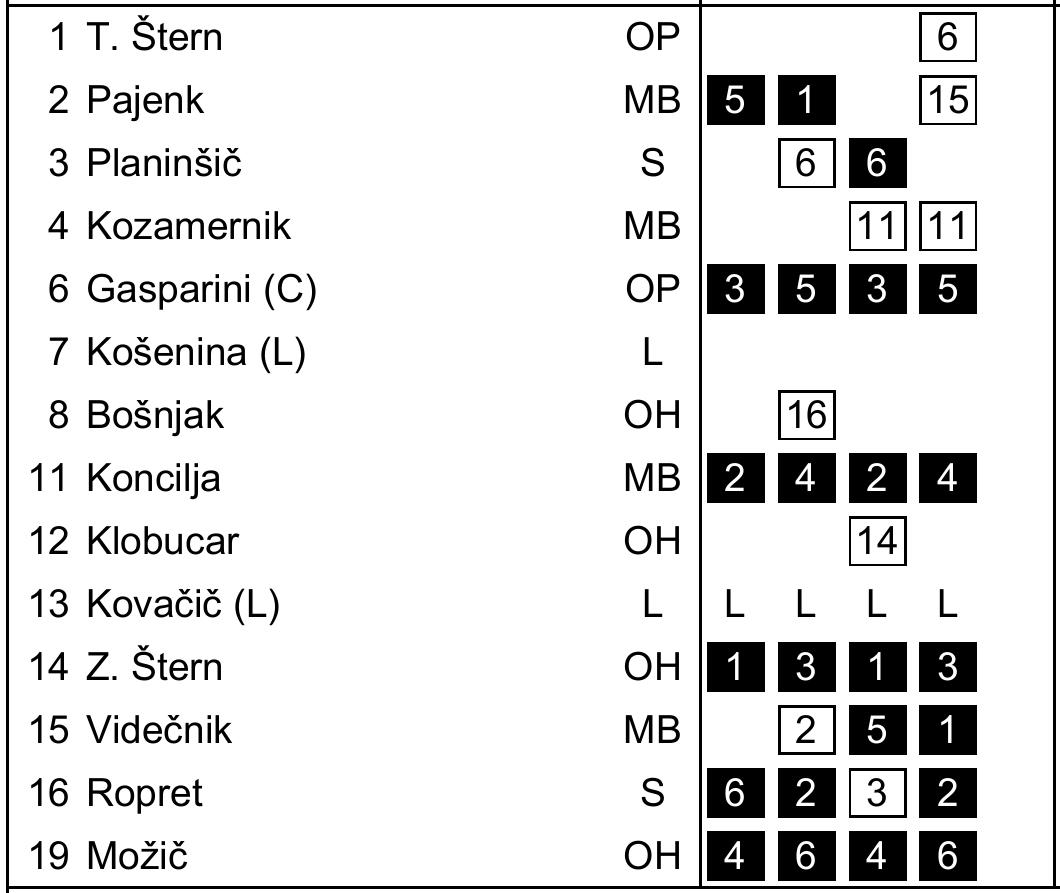 1 T. Štern OP 6
2 Pajenk MB 5 1 15
3 Planinšič S 6 6
4 Kozamernik MB 11 11
6 Gasparini (C) OP 3 5 3 5
7 Košenina (L) L
8 Bošnjak OH 16
11 Koncilja MB 2 4 2 4
12 Klobucar OH 14
13 Kovačič (L) L L L L L
14 Z. Štern OH 1 3 1 3
15 Videčnik MB 2 5 1
16 Ropret S 6 2 3 2
19 Možič OH 4 6 4 6